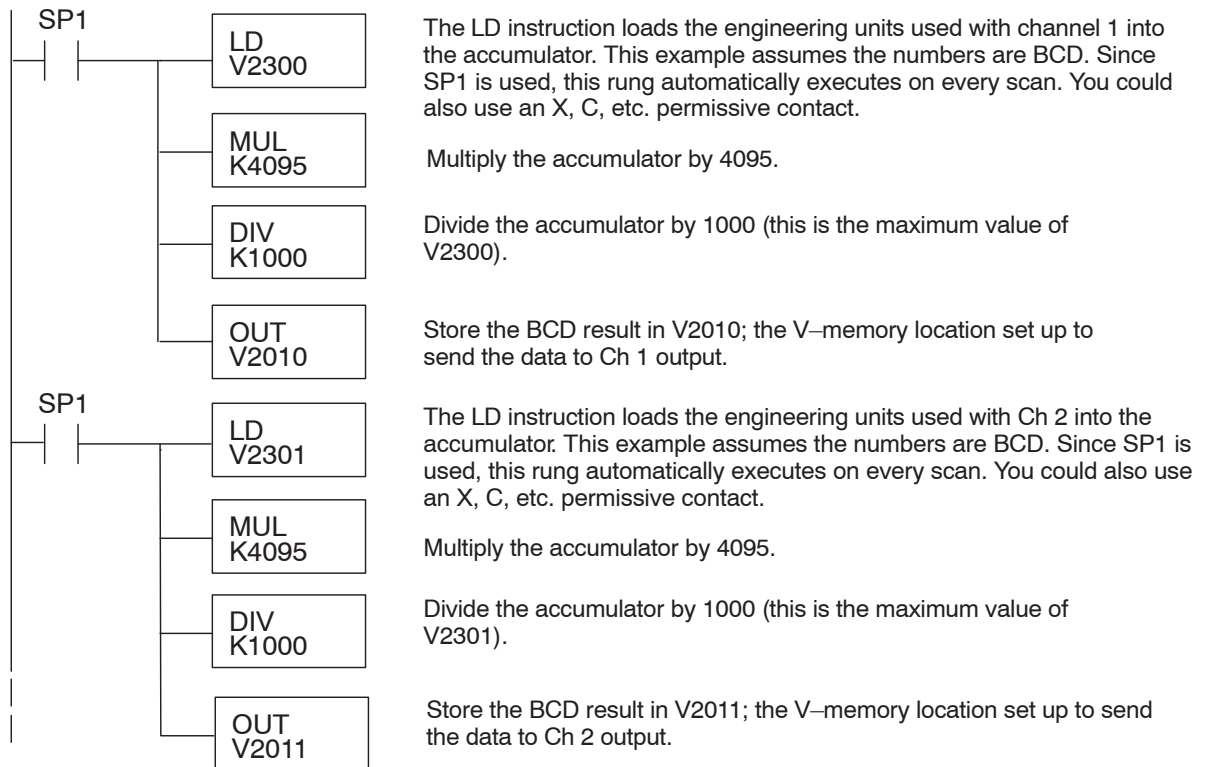 SP1
LD
V2300
The LD instruction loads the engineering units used with channel 1 into
the accumulator. This example assumes the numbers are BCD. Since
SP1 is used, this rung automatically executes on every scan. You could
also use an X, C, etc. permissive contact.
MUL
K4095
Multiply the accumulator by 4095.
DIV
K1000
Divide the accumulator by 1000 (this is the maximum value of
V2300).
OUT
V2010
Store the BCD result in V2010; the V–memory location set up to
send the data to Ch 1 output.
SP1
LD
V2301
The LD instruction loads the engineering units used with Ch 2 into the
accumulator. This example assumes the numbers are BCD. Since SP1 is
used, this rung automatically executes on every scan. You could also use
an X, C, etc. permissive contact.
MUL
K4095
Multiply the accumulator by 4095.
DIV
K1000
Divide the accumulator by 1000 (this is the maximum value of
V2301).
OUT
V2011
Store the BCD result in V2011; the V–memory location set up to send
the data to Ch 2 output.